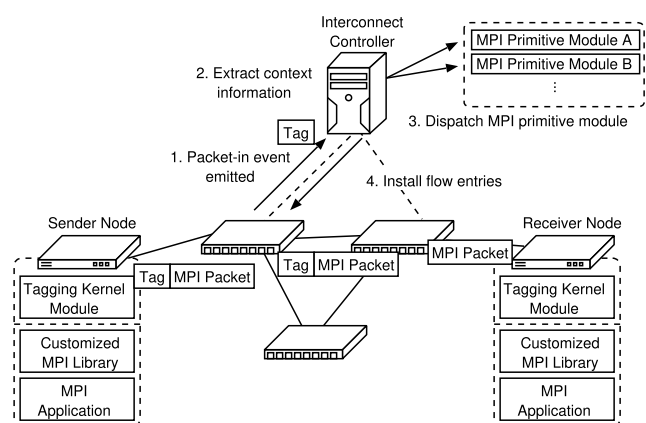 Interconnect
Controller
MPI Primitive Module A
MPI Primitive Module B
⋮
2. Extract context
information
3. Dispatch MPI primitive module
Tag
1. Packet-in event
emitted
4. Install flow entries
Sender Node
Receiver Node
Tag MPI Packet
Tag MPI Packet
MPI Packet
Tagging Kernel
Module
Customized
MPI Library
MPI
Application
Tagging Kernel
Module
Customized
MPI Library
MPI
Application